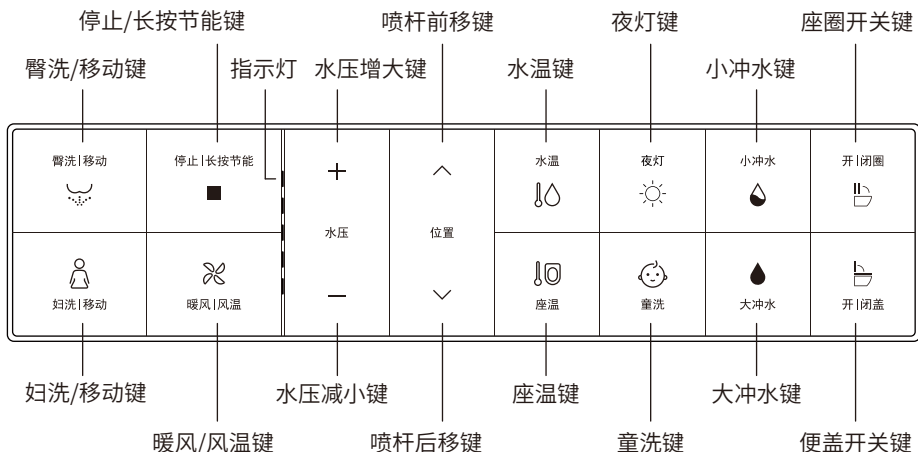 停止/长按节能键
喷杆前移键
夜灯键
座圈开关键
臀洗/移动键
指示灯
水压增大键
水温键
小冲水键
臀洗|移动
停止|长按节能
水温
夜灯
小冲水
开|闭圈
水压
位置
妇洗|移动
暖风|风温
座温
童洗
大冲水
开|闭盖
妇洗/移动键
水压减小键
座温键
大冲水键
暖风/风温键
喷杆后移键
童洗键
便盖开关键